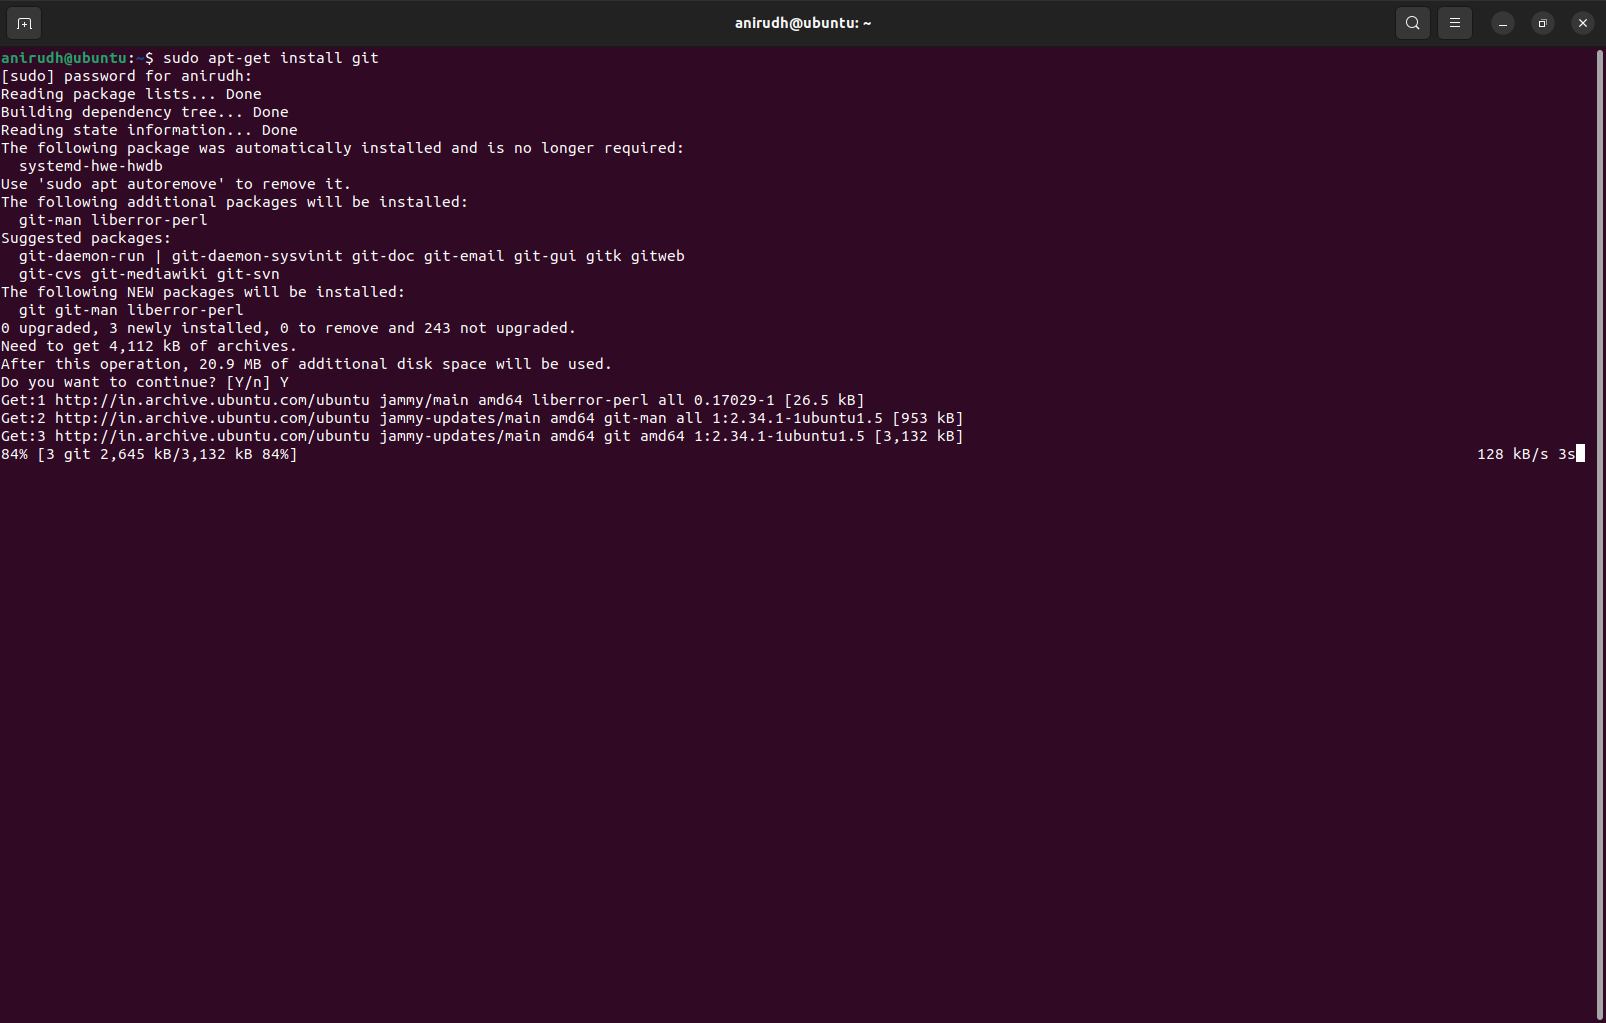 anirudh@ubuntu: ~
anirudh@ubuntu:~$ sudo apt-get install git
[sudo] password for anirudh:
Reading package lists... Done
Building dependency tree... Done
Reading state information... Done
The following package was automatically installed and is no longer required:
  systemd-hwe-hwdb
Use 'sudo apt autoremove' to remove it.
The following additional packages will be installed:
  git-man liberror-perl
Suggested packages:
  git-daemon-run | git-daemon-sysvinit git-doc git-email git-gui gitk gitweb
  git-cvs git-mediawiki git-svn
The following NEW packages will be installed:
  git git-man liberror-perl
0 upgraded, 3 newly installed, 0 to remove and 243 not upgraded.
Need to get 4,112 kB of archives.
After this operation, 20.9 MB of additional disk space will be used.
Do you want to continue? [Y/n] Y
Get:1 http://in.archive.ubuntu.com/ubuntu jammy/main amd64 liberror-perl all 0.17029-1 [26.5 kB]
Get:2 http://in.archive.ubuntu.com/ubuntu jammy-updates/main amd64 git-man all 1:2.34.1-1ubuntu1.5 [953 kB]
Get:3 http://in.archive.ubuntu.com/ubuntu jammy-updates/main amd64 git amd64 1:2.34.1-1ubuntu1.5 [3,132 kB]
84% [3 git 2,645 kB/3,132 kB 84%] 128 kB/s 3s